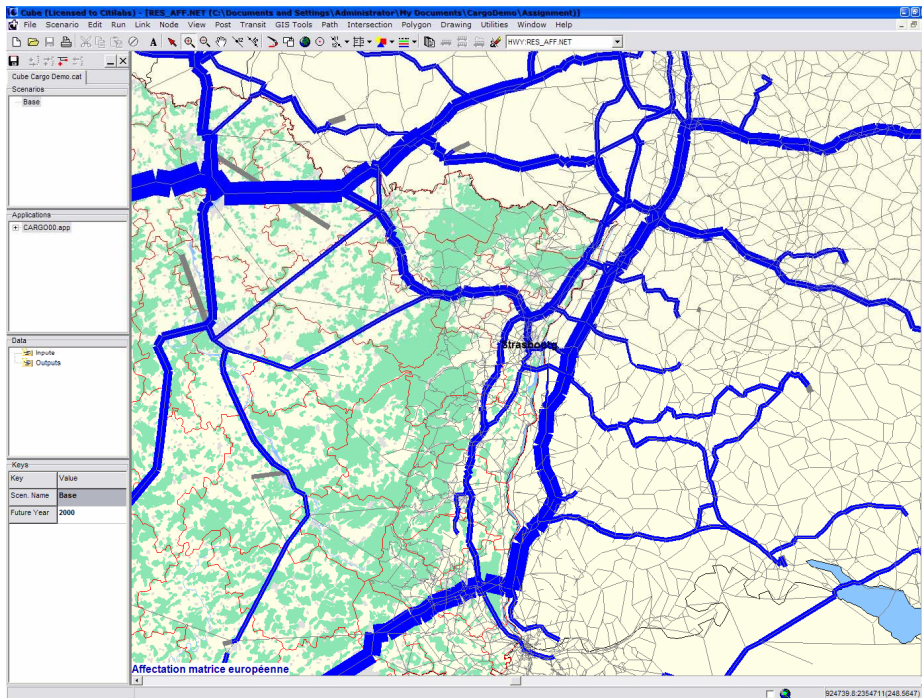 Cube (Licensed to Citilabs) - [RES_AFF.NET (C:\Documents and Settings\Administrator\My Documents\CargoDemo\Assignment)]
File Scenario Edit Run Link Node View Post Transit GIS Tools Path Intersection Polygon Drawing Utilities Window Help
HWY:RES_AFF.NET
Cube Cargo Demo.cat
Scenarios
Base
Applications
CARGO00.app
Data
Inputs
Outputs
Keys
Key Value
Scen. Name Base
Future Year 2000
Strasbourg
Affectation matrice européenne
924739.8:2354711(248.5647)